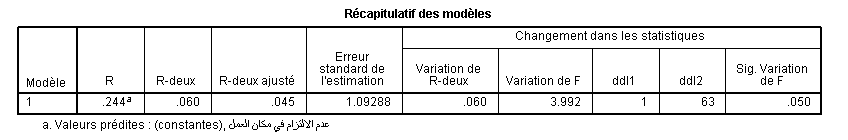 Récapitulatif des modèles
Changement dans les statistiques
Modèle R R-deux R-deux ajusté Erreur standard de l'estimation Variation de R-deux Variation de F ddl1 ddl2 Sig. Variation de F
1 .244a .060 .045 1.09288 .060 3.992 1 63 .050
a. Valeurs prédites : (constantes), عدم الالتزام في مكان العمل